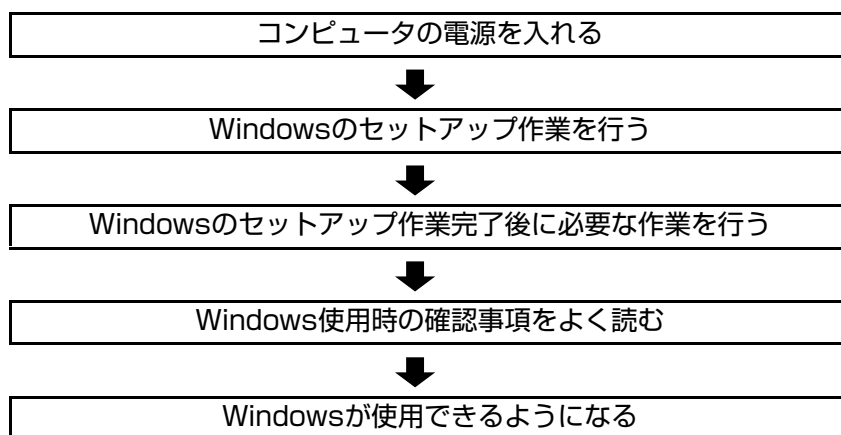 コンピュータの電源を入れる
Windowsのセットアップ作業を行う
Windowsのセットアップ作業完了後に必要な作業を行う
Windows使用時の確認事項をよく読む
Windowsが使用できるようになる